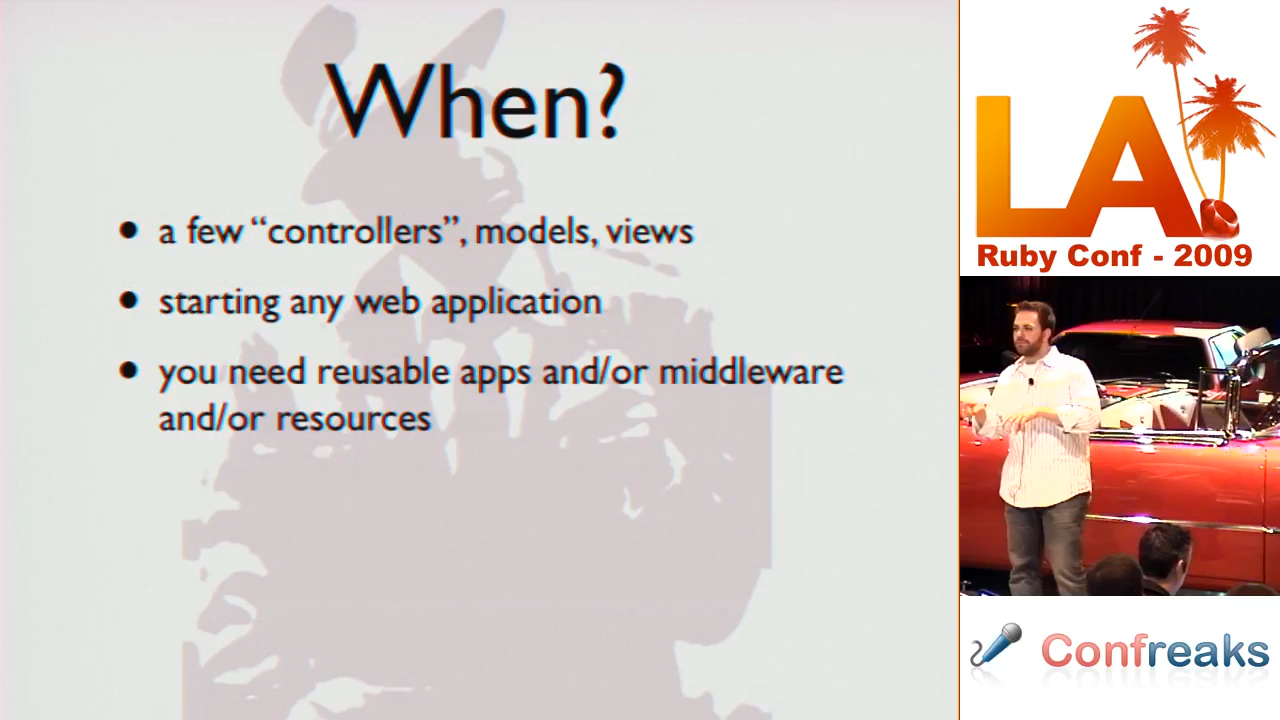 When?
• a few “controllers”, models, views
• starting any web application
• you need reusable apps and/or middleware
and/or resources
LA
Ruby Conf - 2009
Confreaks